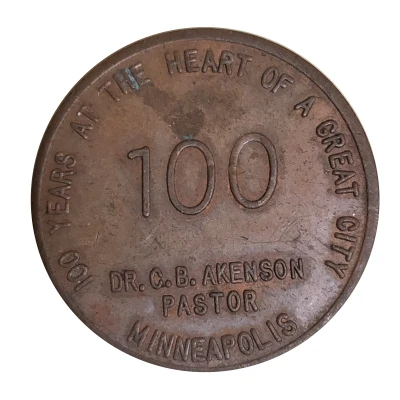 100 YEARS AT THE HEART OF A GREAT CITY
100
DR. C. B. AKENSON
PASTOR
MINNEAPOLIS